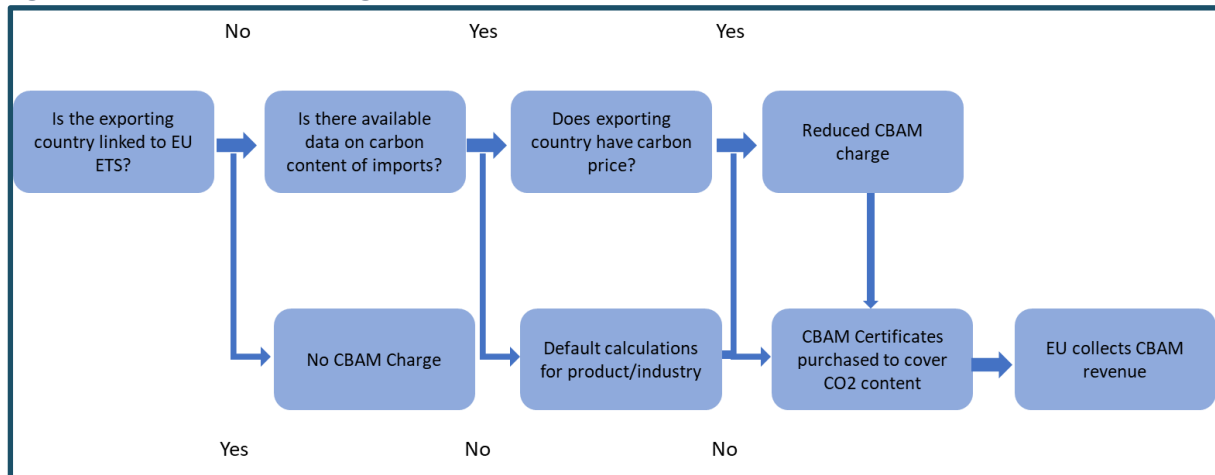 No
Yes
Yes
Is the exporting
country linked to EU
ETS?
Is there available
data on carbon
content of imports?
Does exporting
country have carbon
price?
Reduced CBAM
charge
No CBAM Charge
Default calculations
for product/industry
CBAM Certificates
purchased to cover
CO2 content
EU collects CBAM
revenue
Yes
No
No